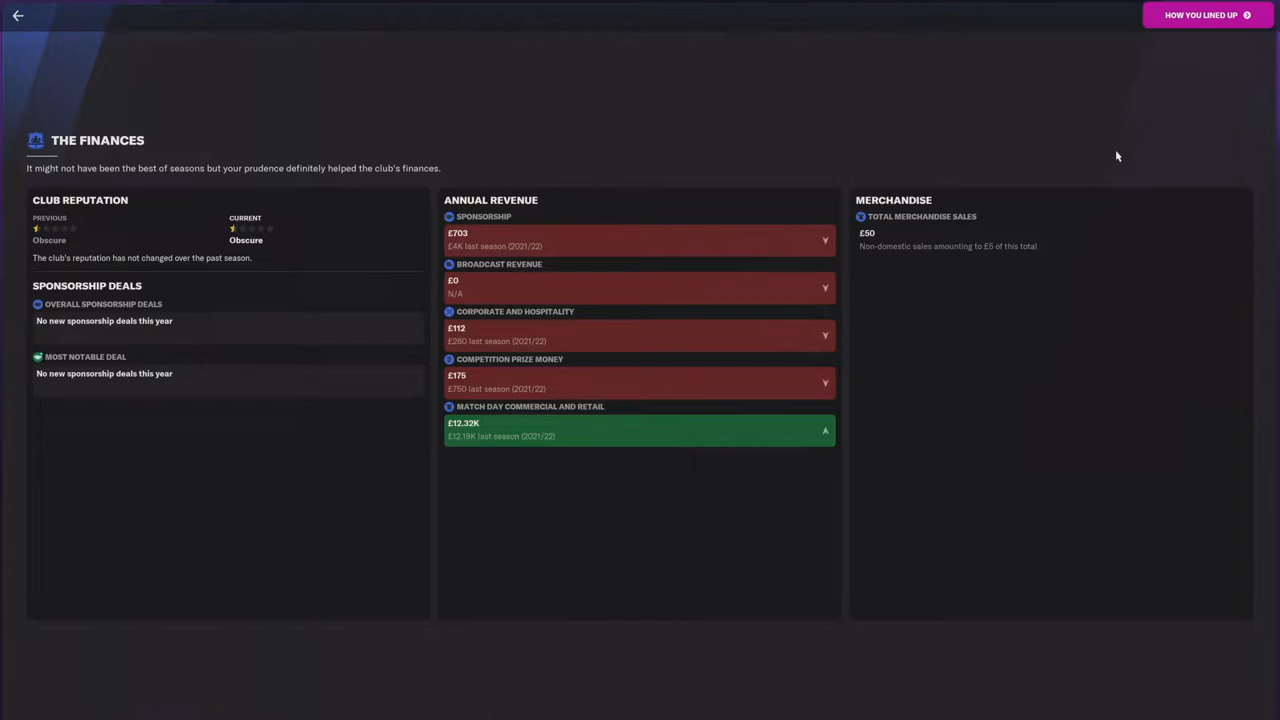 HOW YOU LINED UP
THE FINANCES
It might not have been the best of seasons but your prudence definitely helped the club's finances.
CLUB REPUTATION
PREVIOUS
CURRENT
Obscure
Obscure
The club's reputation has not changed over the past season.
SPONSORSHIP DEALS
OVERALL SPONSORSHIP DEALS
No new sponsorship deals this year
MOST NOTABLE DEAL
No new sponsorship deals this year
ANNUAL REVENUE
SPONSORSHIP
£703
£4K last season (2021/22)
BROADCAST REVENUE
£0
N/A
CORPORATE AND HOSPITALITY
£112
£260 last season (2021/22)
COMPETITION PRIZE MONEY
£175
£750 last season (2021/22)
MATCH DAY COMMERCIAL AND RETAIL
£12.32K
£12.19K last season (2021/22)
MERCHANDISE
TOTAL MERCHANDISE SALES
£50
Non-domestic sales amounting to £5 of this total